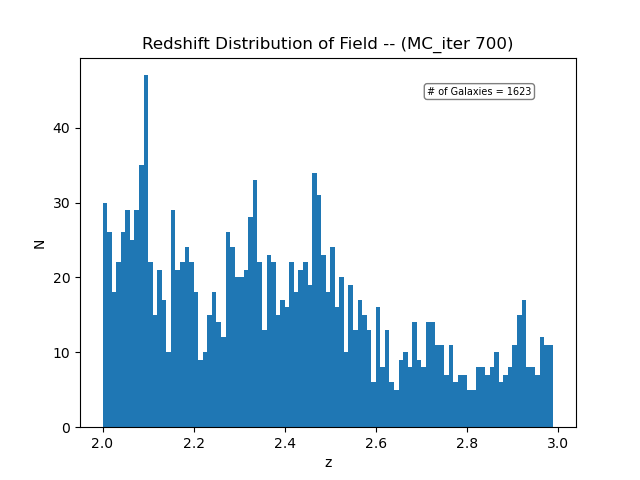 Redshift Distribution of Field -- (MC_iter 700)
# of Galaxies = 1623
N
40
30
20
10
0
2.0 2.2 2.4 2.6 2.8 3.0
z